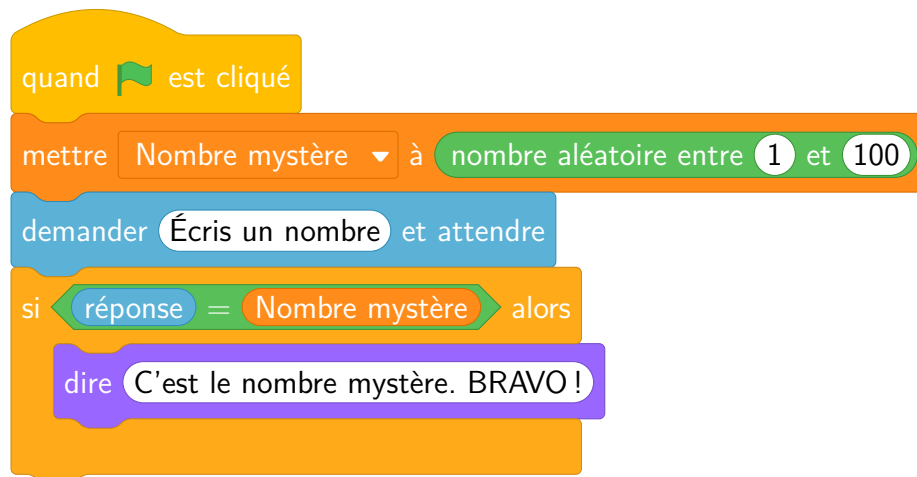 quand est cliqué
mettre Nombre mystère à nombre aléatoire entre 1 et 100
demander Écris un nombre et attendre
si réponse = Nombre mystère alors
dire C'est le nombre mystère. BRAVO !